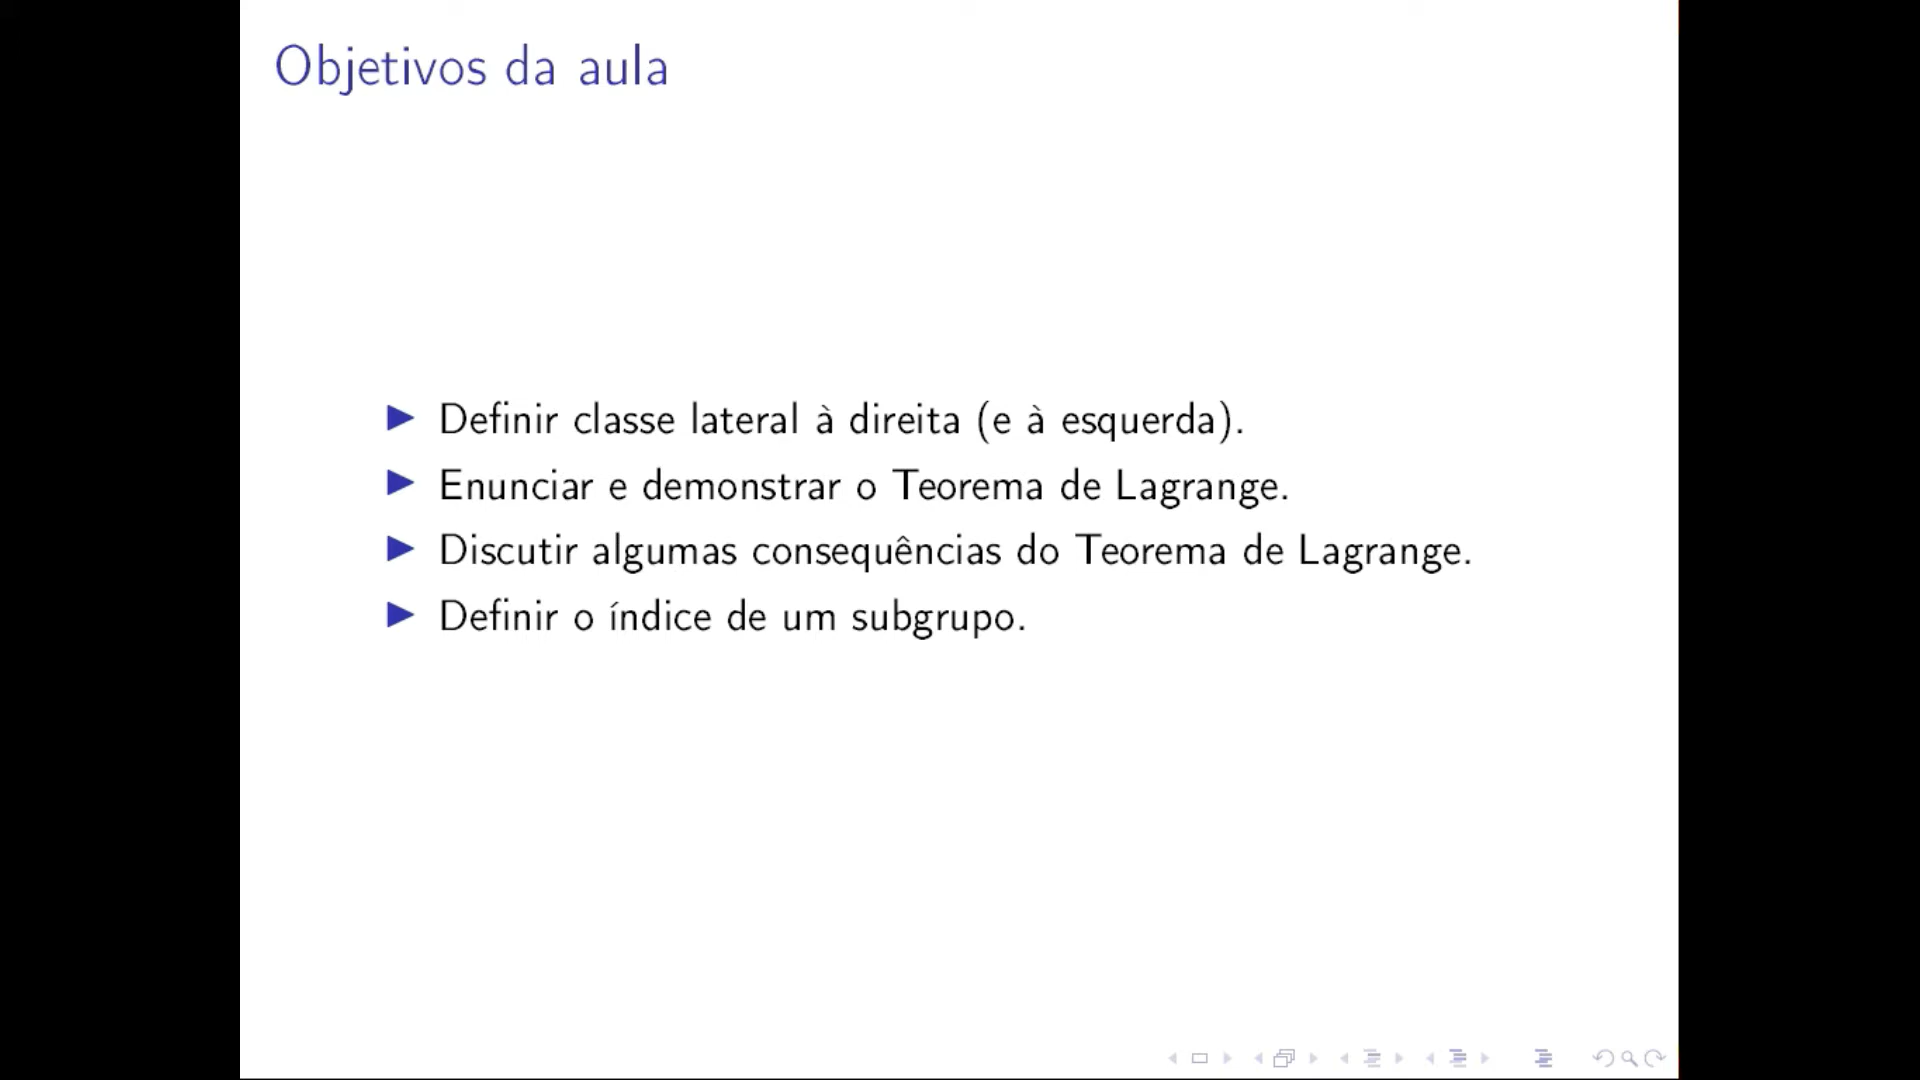 Objetivos da aula
Definir classe lateral à direita (e à esquerda).
Enunciar e demonstrar o Teorema de Lagrange.
Discutir algumas consequências do Teorema de Lagrange.
Definir o índice de um subgrupo.